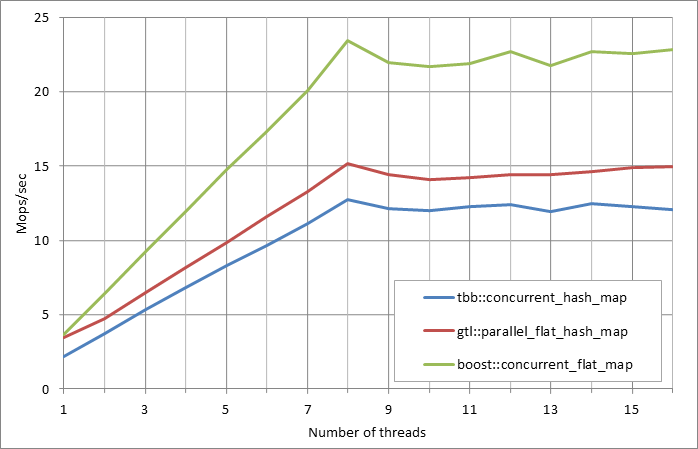 25
20
15
10
5
0
Mops/sec
tbb::concurrent_hash_map
gtl::parallel_flat_hash_map
boost::concurrent_flat_map
1 3 5 7 9 11 13 15
Number of threads